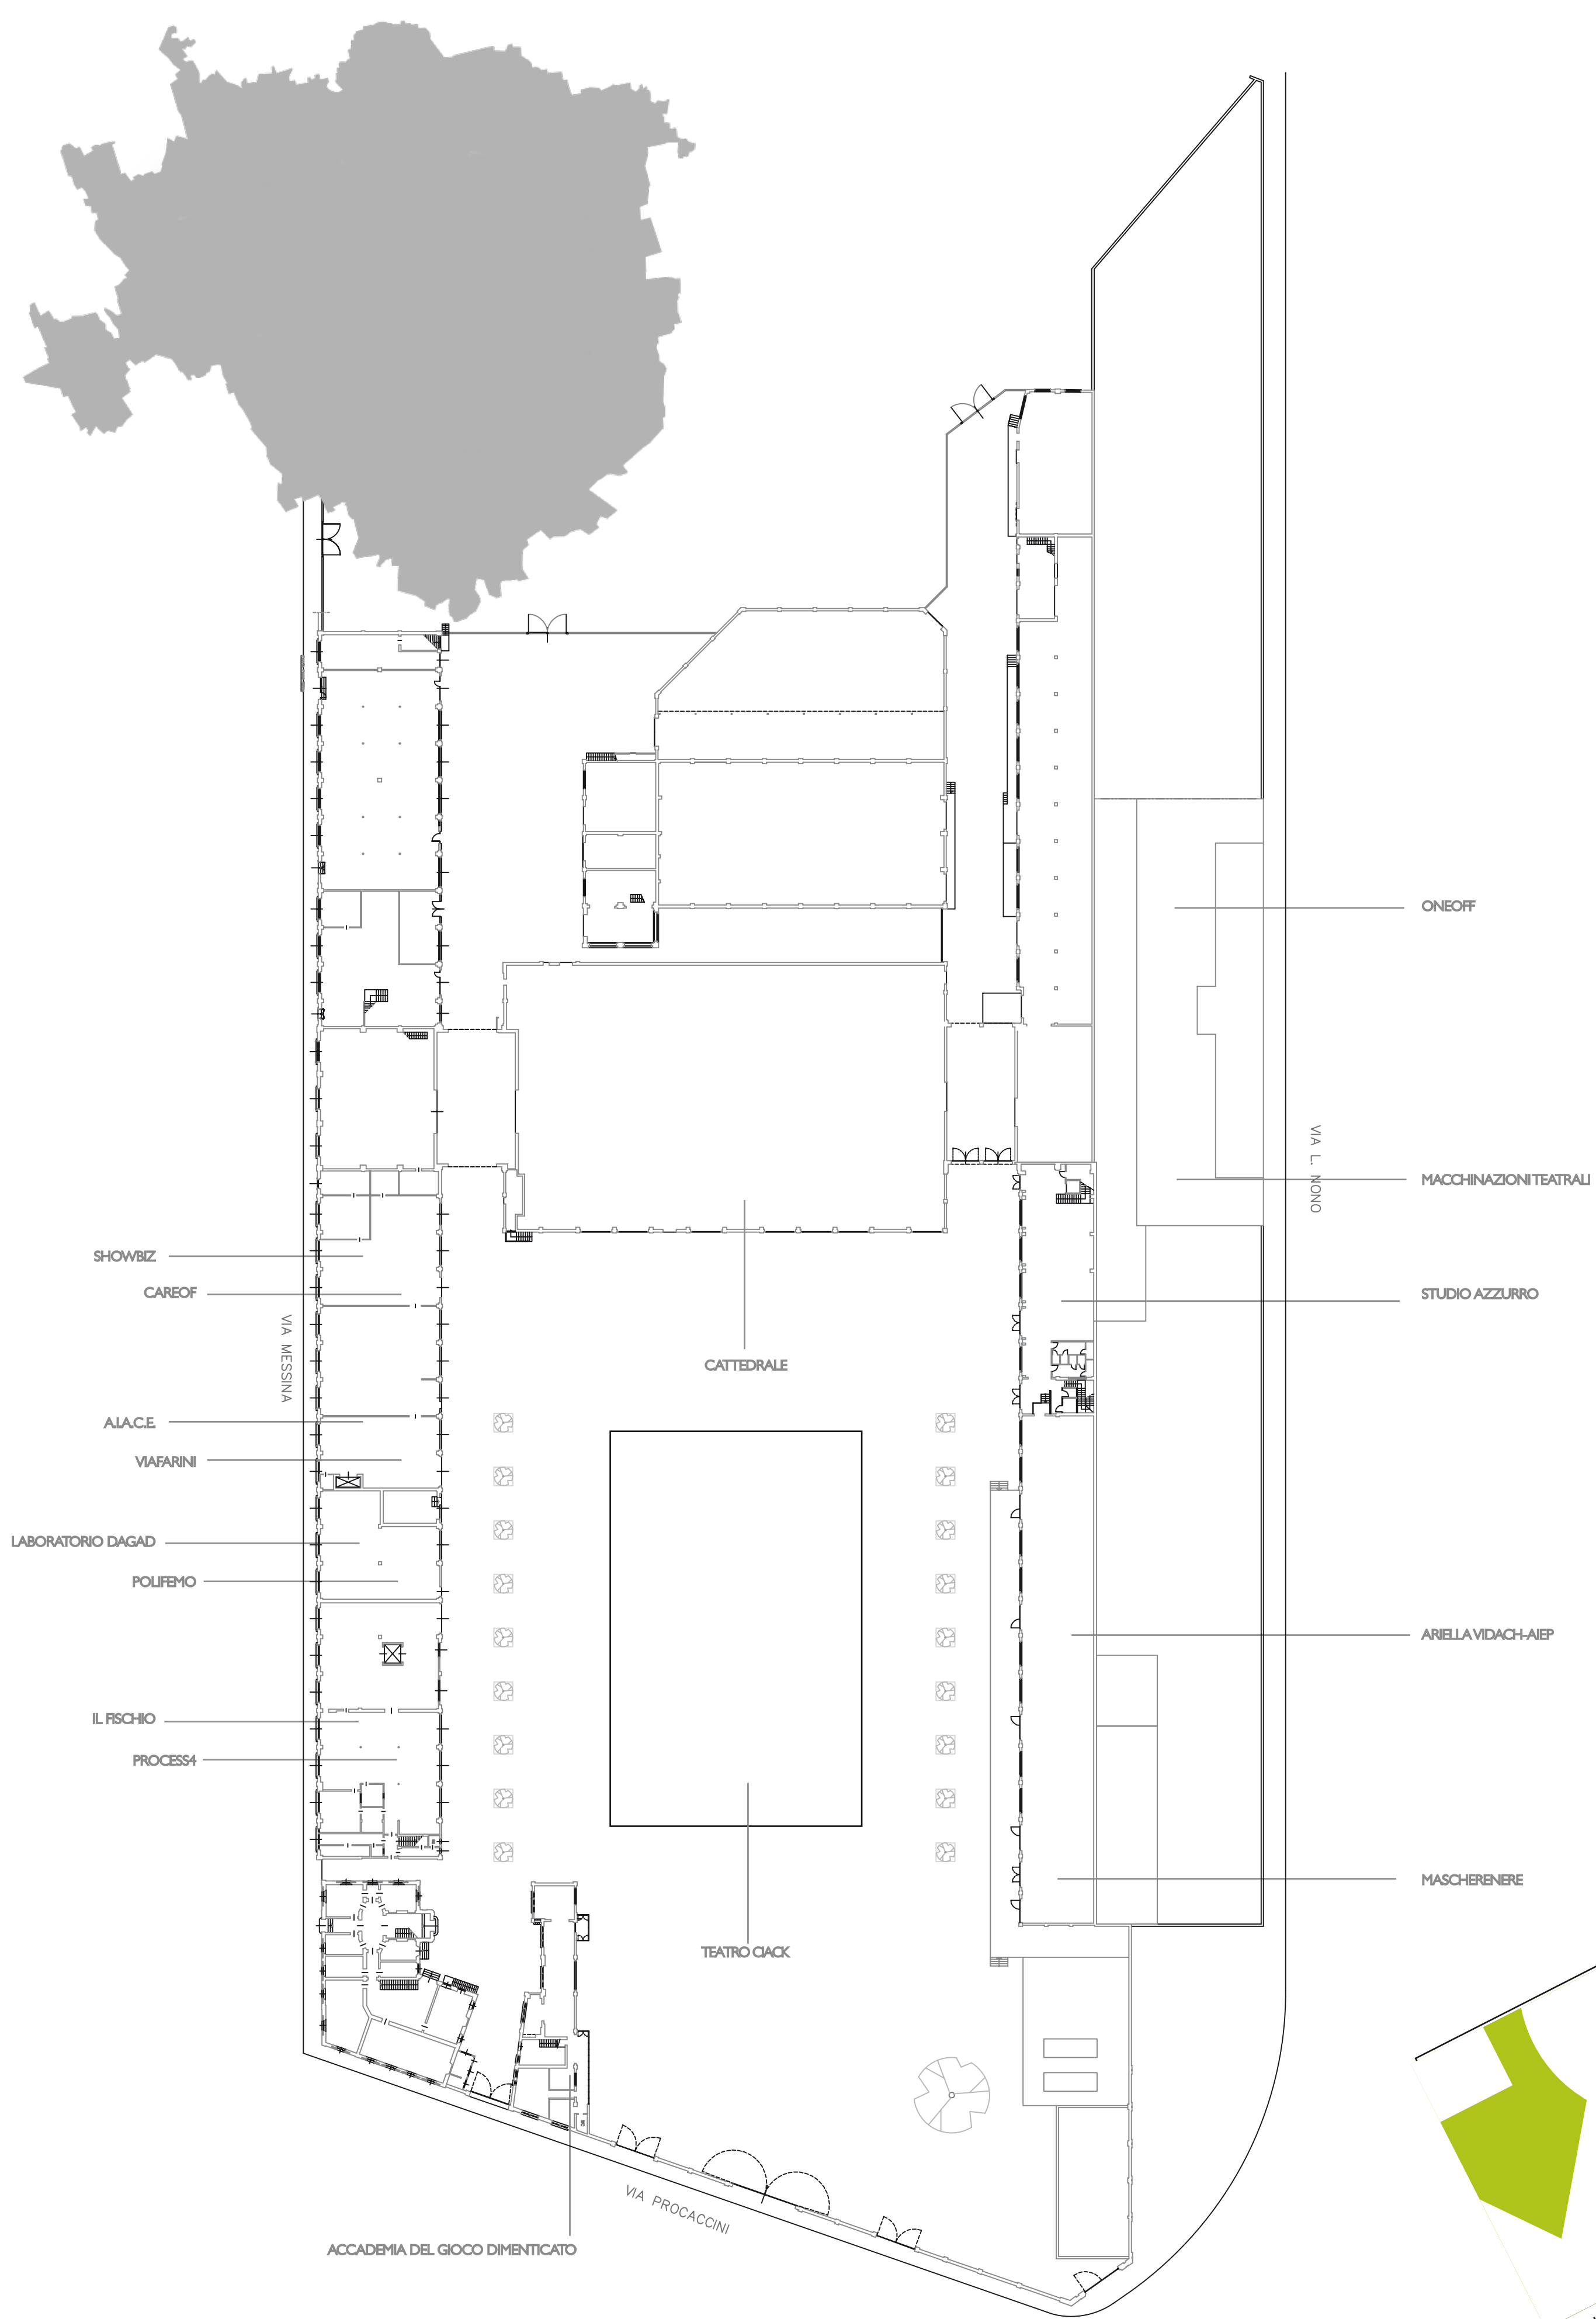 ONEOFF
VIA L. NONO
MACCHINAZIONI TEATRALI
SHOWBIZ
CAREOF
STUDIO AZZURRO
VIA MESSINA
CATTEDRALE
A.I.A.C.E.
VIAFARINI
LABORATORIO DAGAD
POLIFEMO
ARIELLA VIDACH-AIEP
IL FISCHIO
PROCESS4
MASCHERENERE
TEATRO CIACK
VIA PROCACCINI
ACCADEMIA DEL GIOCO DIMENTICATO